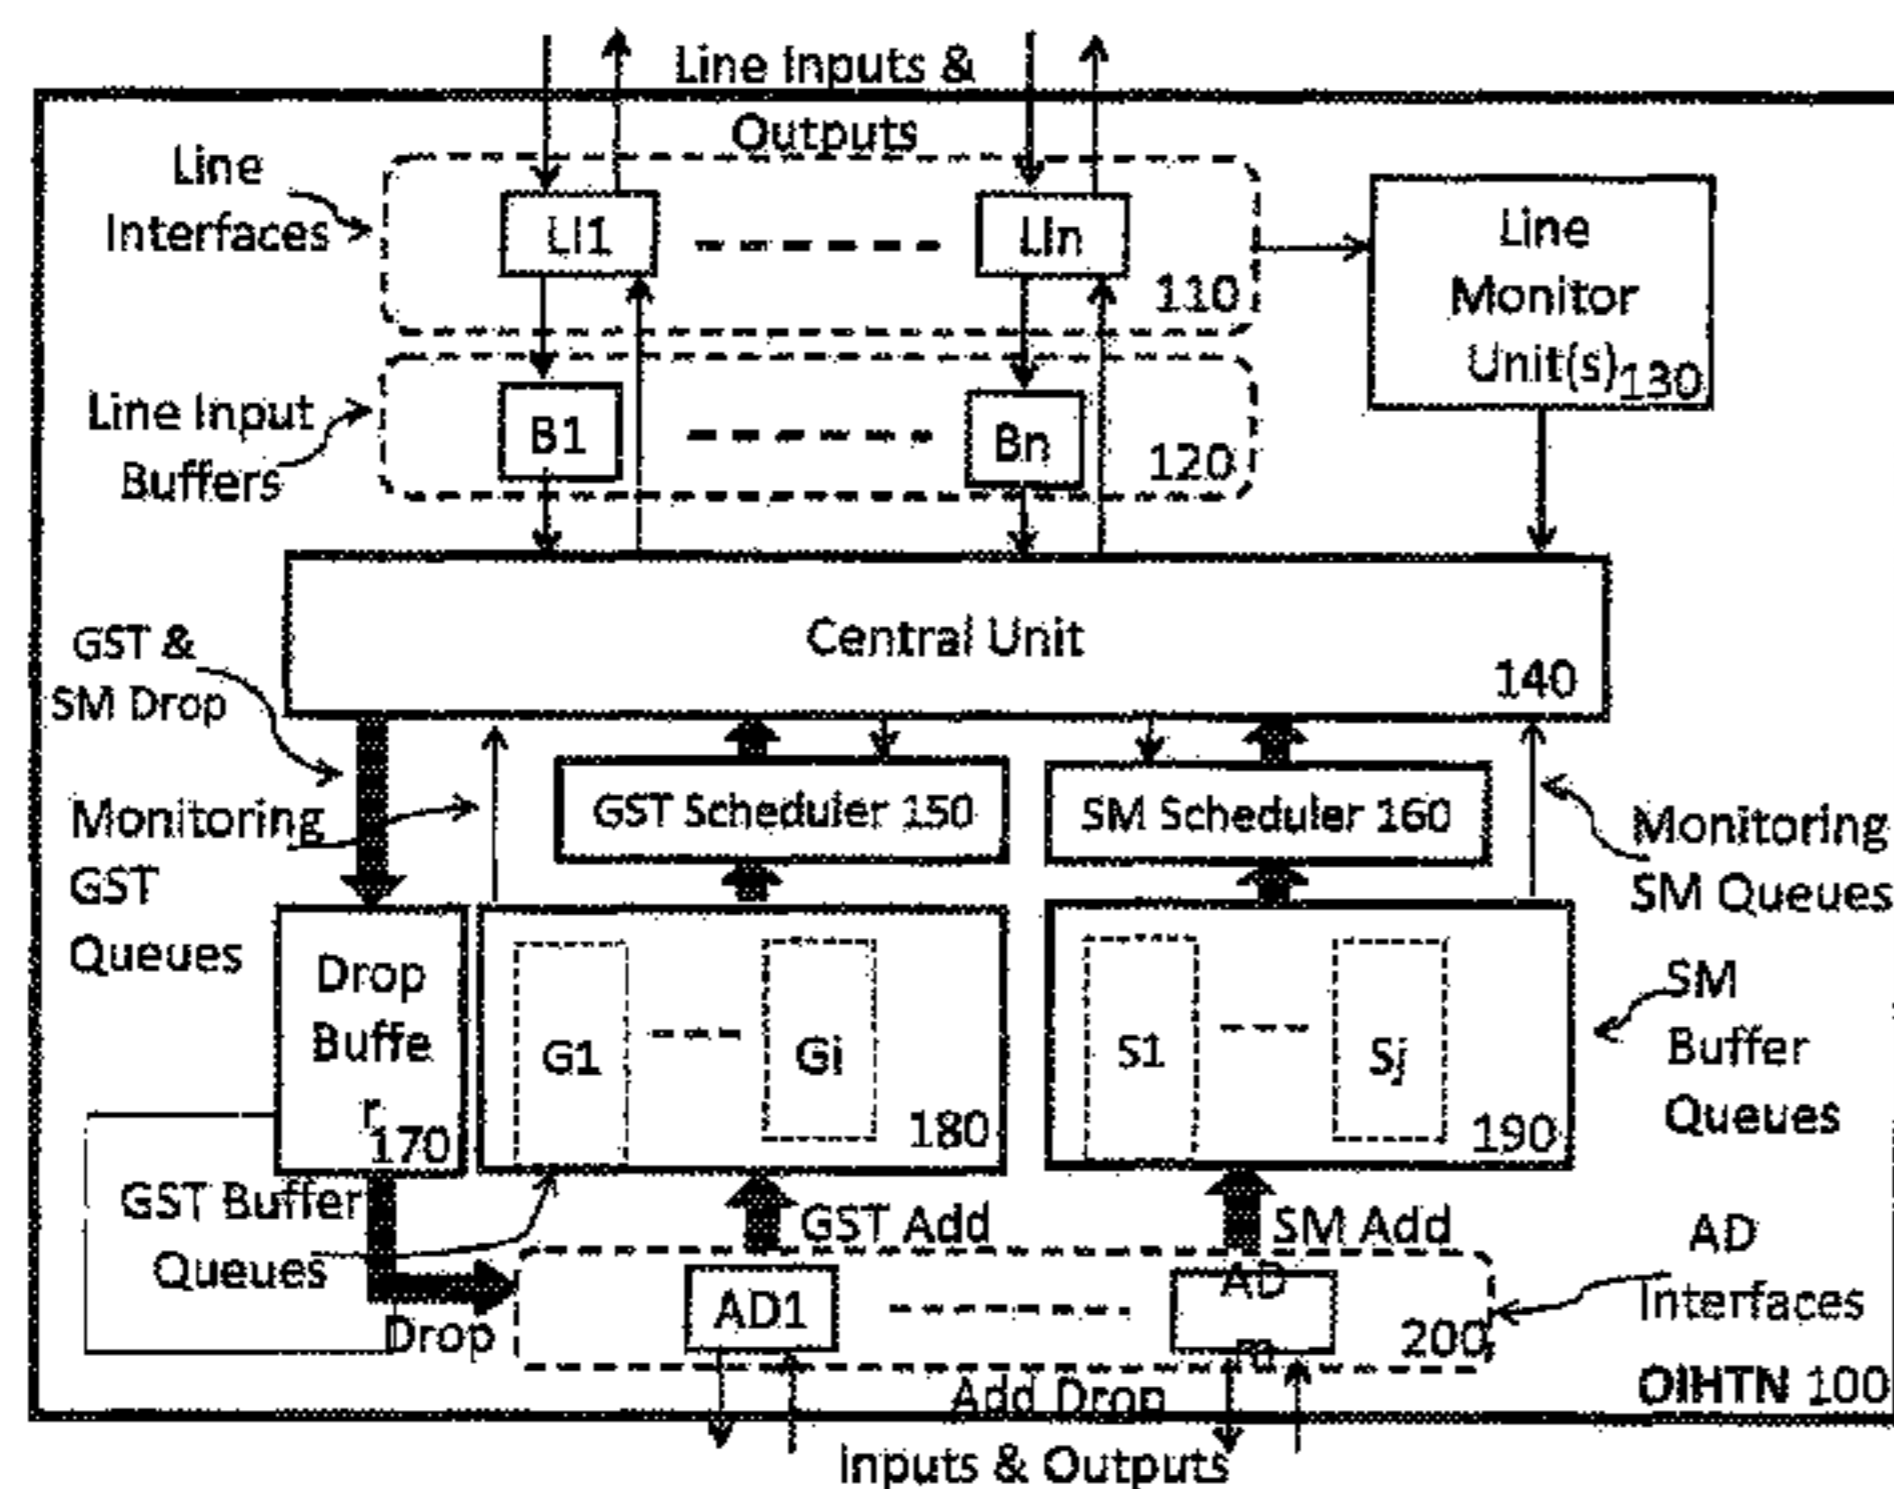 Line Inputs &
Outputs
Line
Interfaces
LI1
LIn
110
Line
Monitor
Unit(s)
130
Line Input
Buffers
B1
Bn
120
Central Unit
140
GST &
SM Drop
GST Scheduler 150
SM Scheduler 160
Monitoring
GST
Queues
Monitoring
SM Queues
Drop
Buffe
r
170
G1
Gi
180
S1
Sj
190
SM
Buffer
Queues
GST Buffer
Queues
GST Add
SM Add
AD
Interfaces
Drop
AD1
AD
200
OIHTN 100
Add Drop
Inputs & Outputs